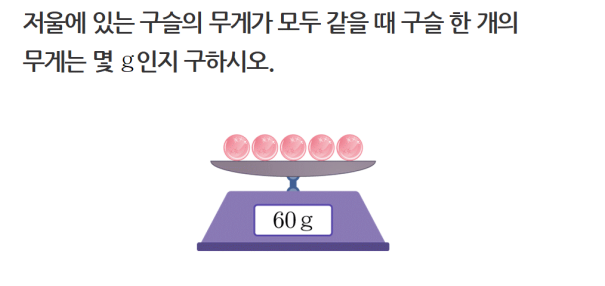 저울에 있는 구슬의 무게가 모두 같을 때 구슬 한 개의
무게는 몇 g인지 구하시오.
60 g